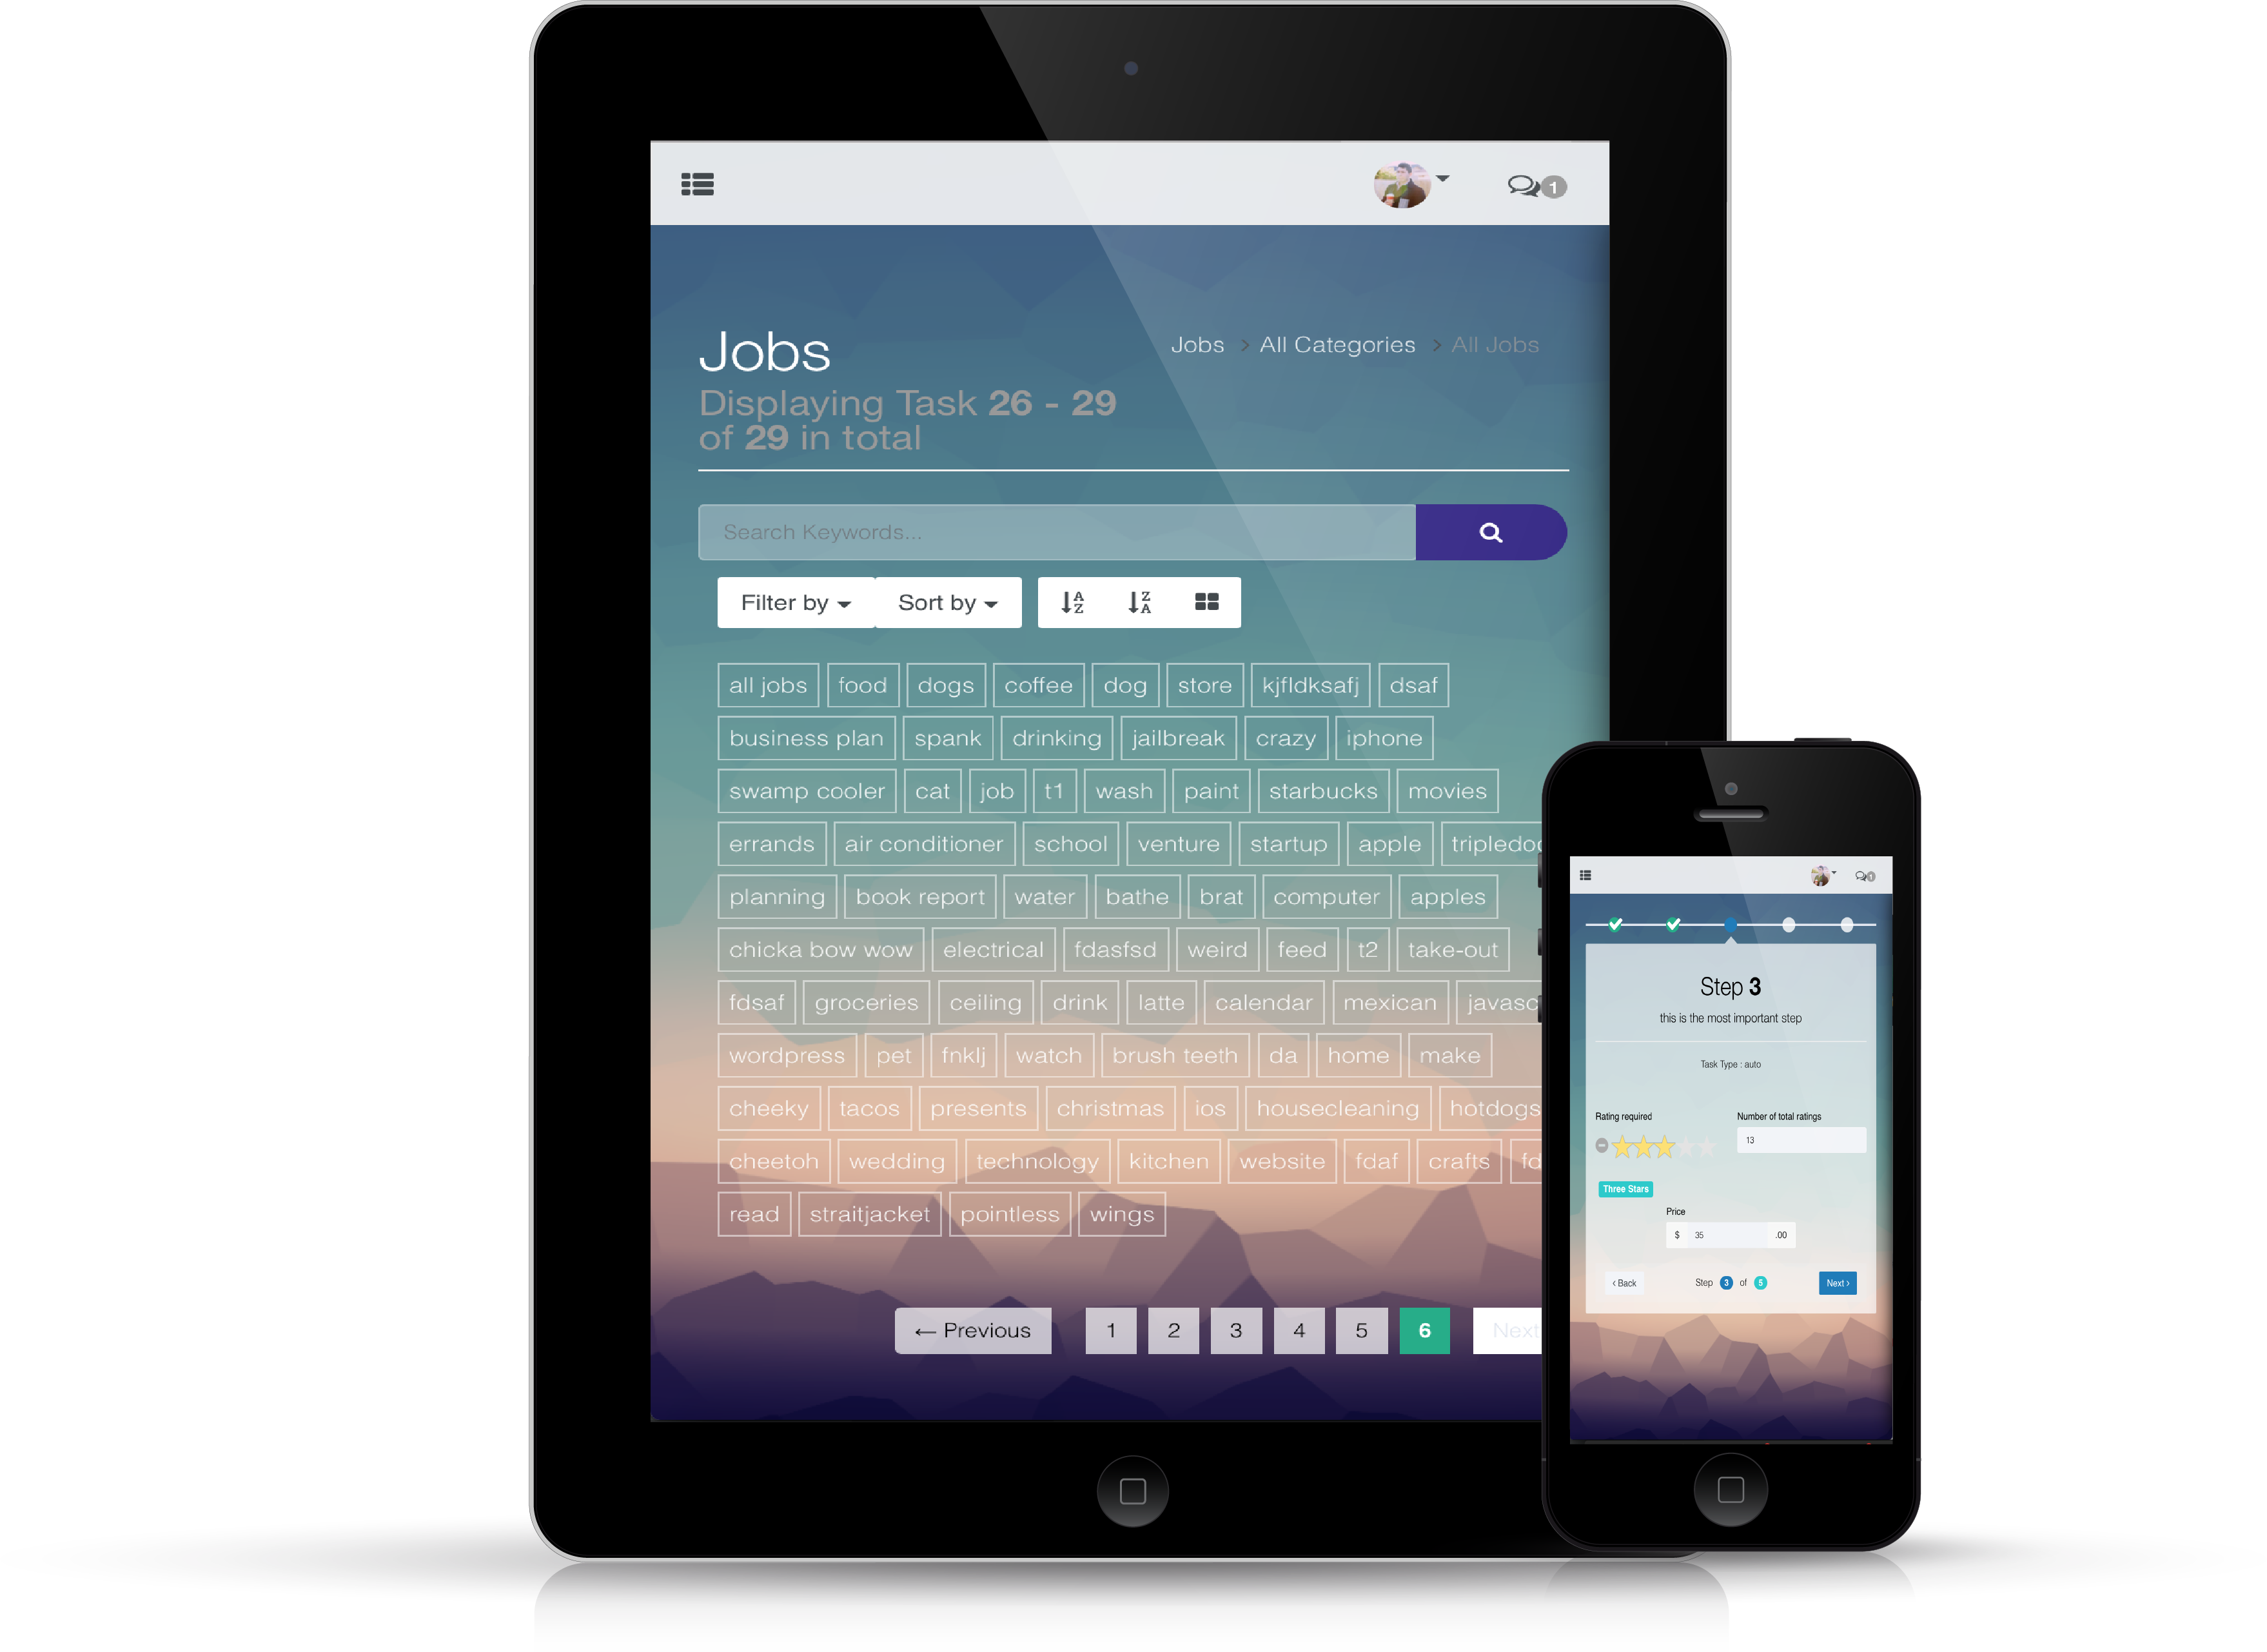 1
Jobs
Jobs > All Categories > All Jobs
Displaying Task 26 - 29
of 29 in total
Search Keywords...
Filter by Sort by A Z Z A
all jobs food dogs coffee dog store kjfldksafj dsaf
business plan spank drinking jailbreak crazy iphone
swamp cooler cat job t1 wash paint starbucks movies
errands air conditioner school venture startup apple
planning book report water bathe brat computer apples
chicka bow wow electrical fdasfsd weird feed t2 take-out
fdsaf groceries ceiling drink latte calendar mexican
wordpress pet fnklj watch brush teeth da home make
cheeky tacos presents christmas ios housecleaning hotdogs
cheetoh wedding technology kitchen website fdaf crafts
read straitjacket pointless wings
← Previous 1 2 3 4 5 6 Next
1
Step 3
this is the most important step
Task Type : auto
Rating required
Number of total ratings
13
Three Stars
Price
$ 35 .00
‹ Back Step 3 of 5 Next ›